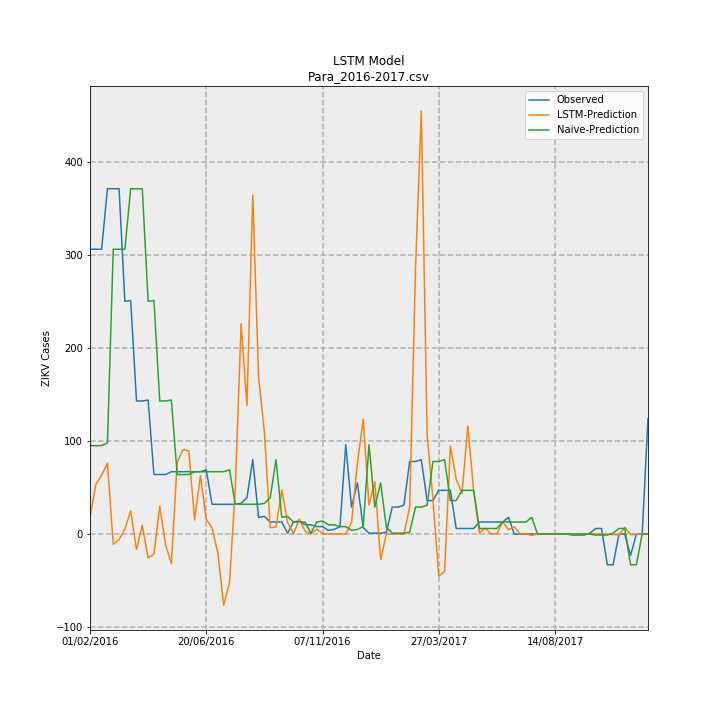 LSTM Model
Para_2016-2017.csv
Observed
LSTM-Prediction
Naive-Prediction
ZIKV Cases
400
300
200
100
0
−100
01/02/2016
20/06/2016
07/11/2016
27/03/2017
14/08/2017
Date